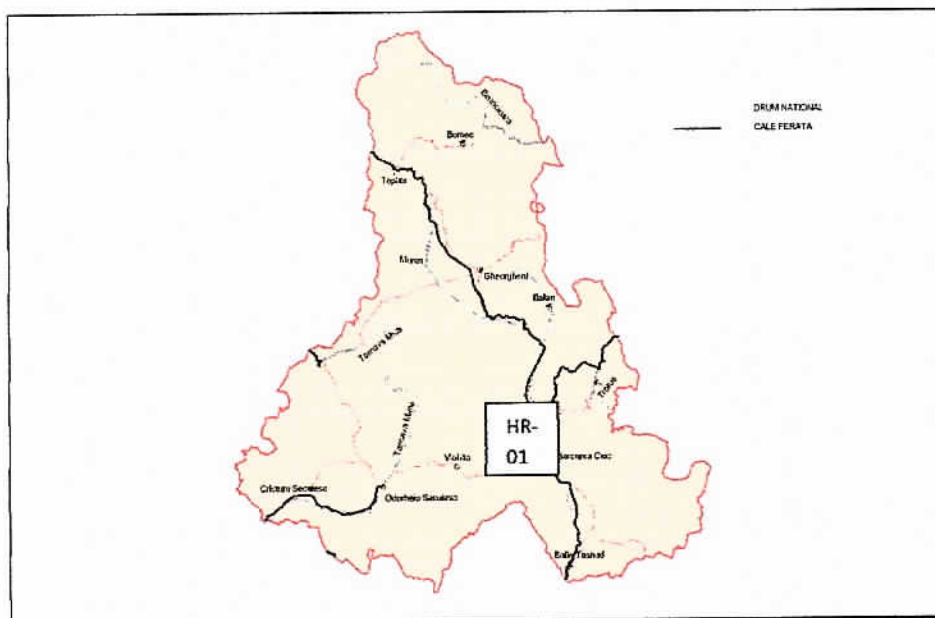 DRUM NATIONAL
CALE FERATA
Borsec
Toplita
Mures
Gheorgheni
Balan
Tarnava Mica
Trotus
HR-
01
Tarnava Mare
Vlahita
Miercurea Ciuc
Cristuru Secuiesc
Odorheiu Secuiesc
Baile Tusnad